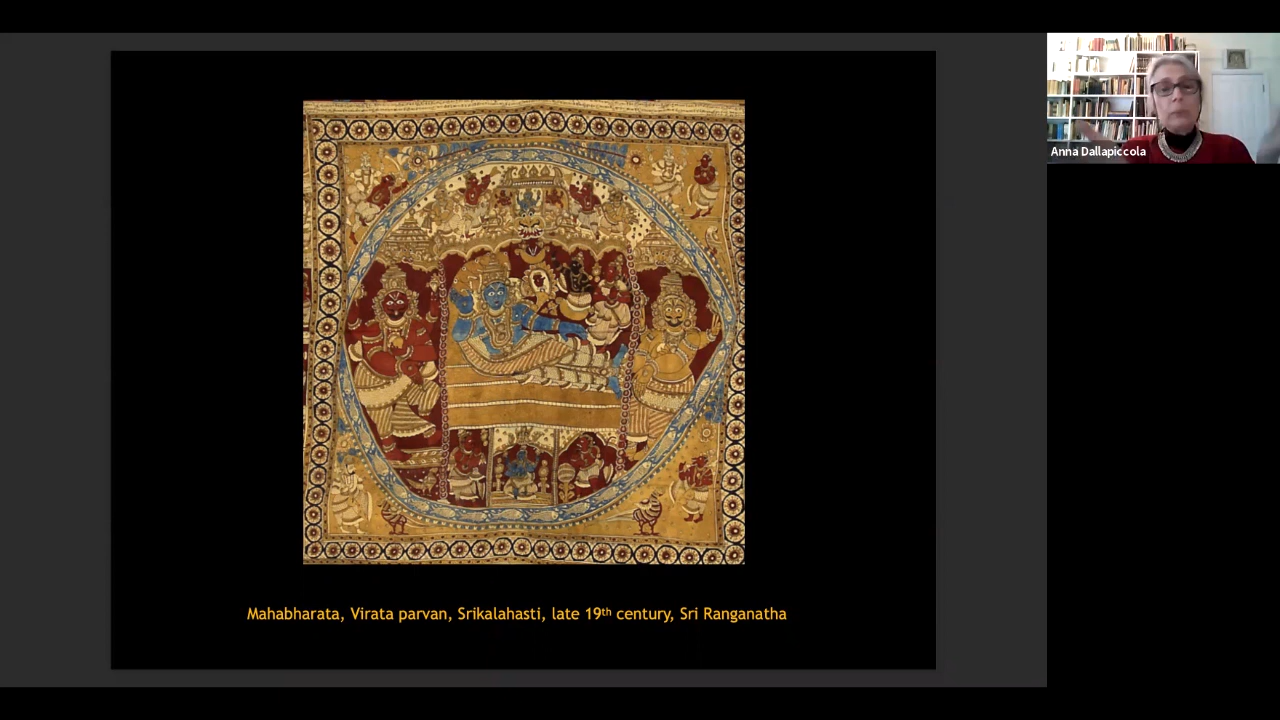 Anna Dallapiccola
Mahabharata, Virata parvan, Srikalahasti, late 19th century, Sri Ranganatha